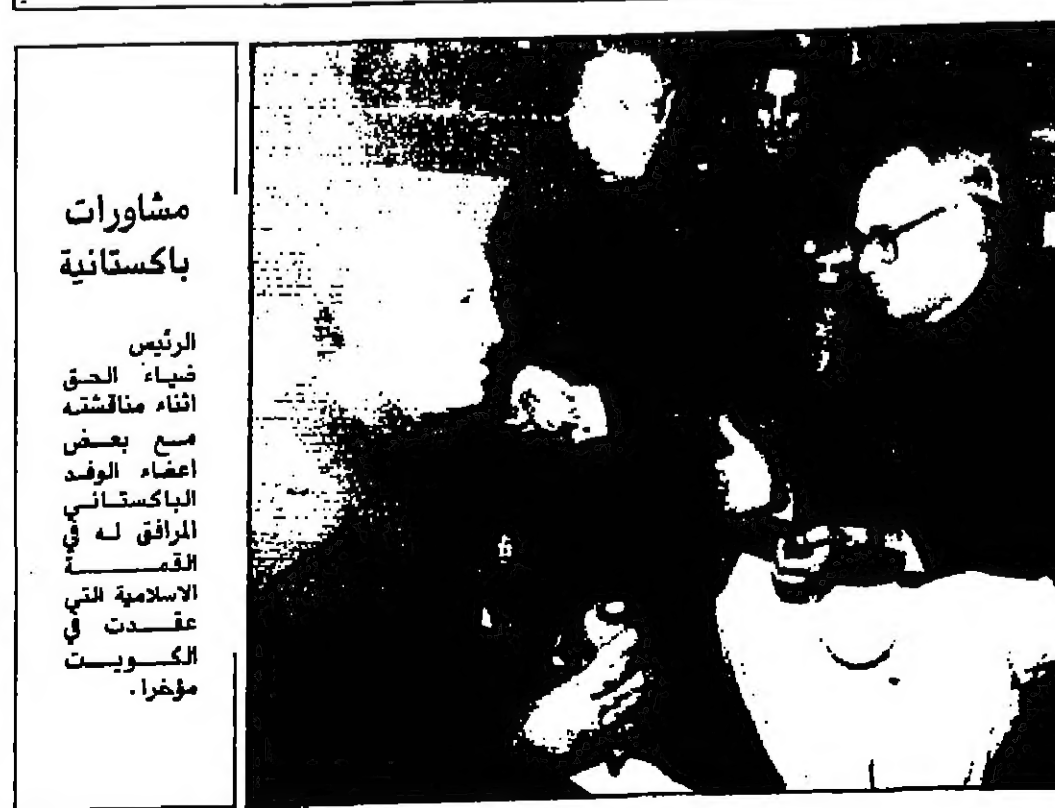 مشاورات
باكستانية
الرئيس
ضياء الحق
اثناء مناقشته
مع بعض
اعضاء الوفد
الباكستاني
المرافق له في
القمة
الاسلامية التي
عقدت في
الكويت
مؤخرا .